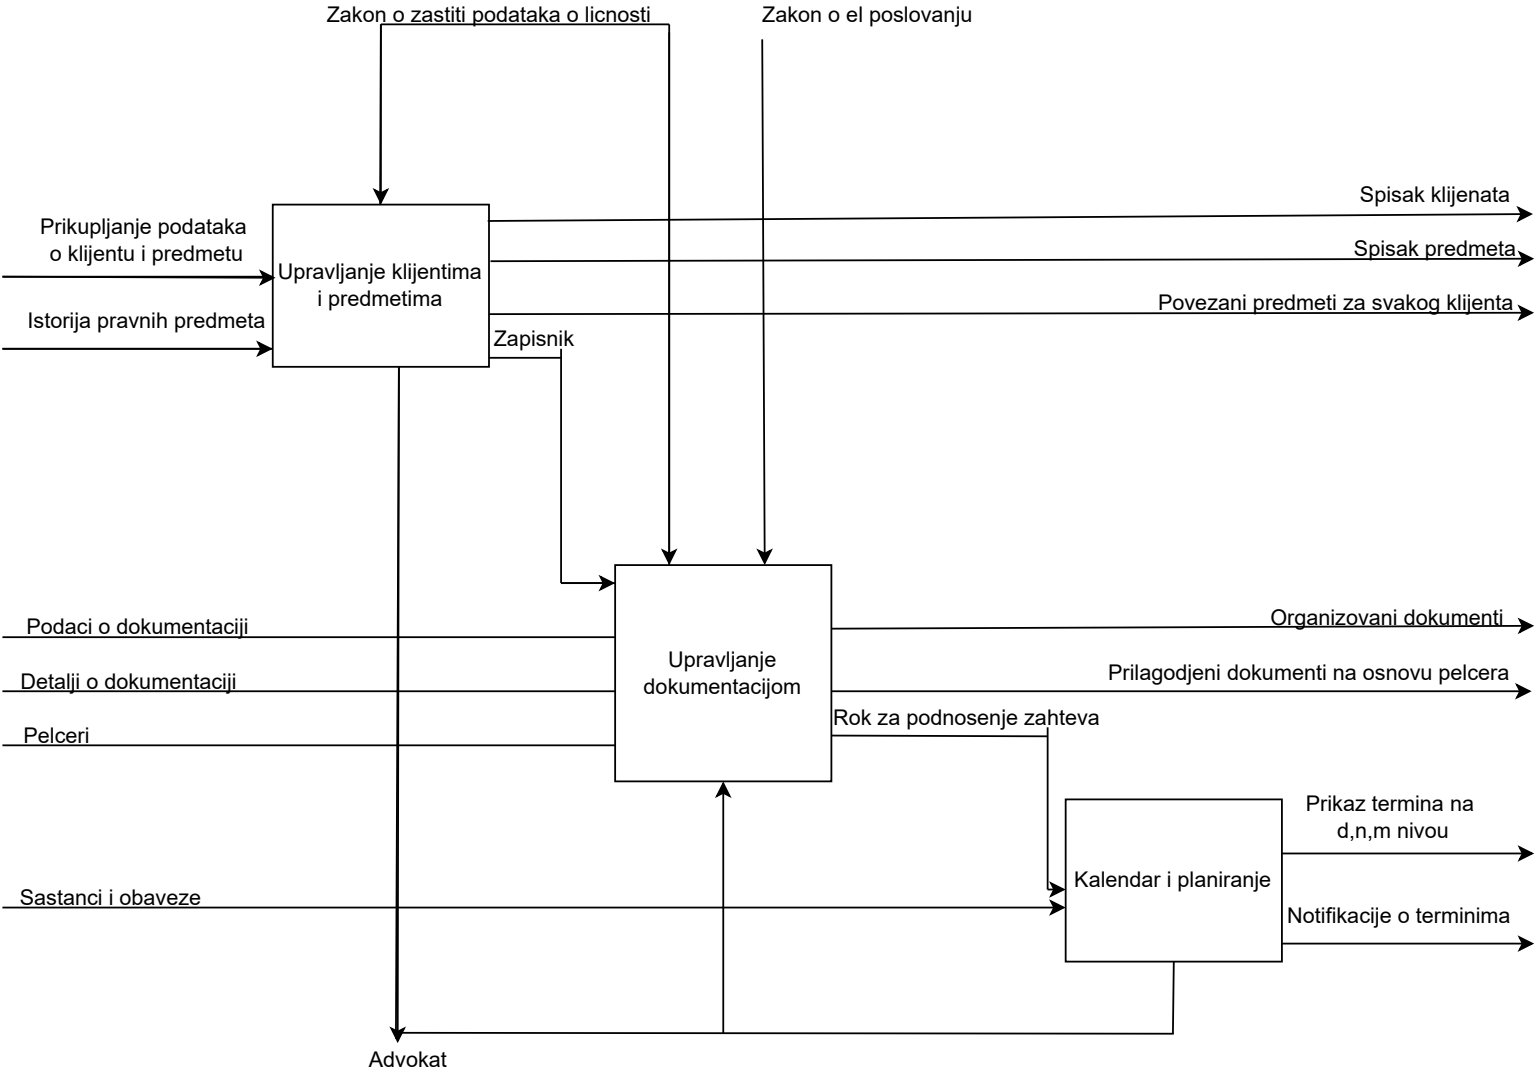 Zakon o zastiti podataka o licnosti
Zakon o el poslovanju
Spisak klijenata
Prikupljanje podataka
o klijentu i predmetu
Spisak predmeta
Upravljanje klijentima
i predmetima
Povezani predmeti za svakog klijenta
Istorija pravnih predmeta
Zapisnik
Organizovani dokumenti
Podaci o dokumentaciji
Upravljanje
dokumentacijom
Prilagodjeni dokumenti na osnovu pelcera
Detalji o dokumentaciji
Rok za podnosenje zahteva
Pelceri
Prikaz termina na
d,n,m nivou
Kalendar i planiranje
Sastanci i obaveze
Notifikacije o terminima
Advokat